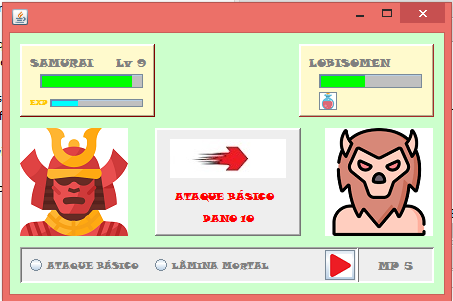 SAMURAI Lv 9
EXP
LOBISOMEN
ATAQUE BÁSICO
DANO 10
ATAQUE BÁSICO LÂMINA MORTAL MP 5